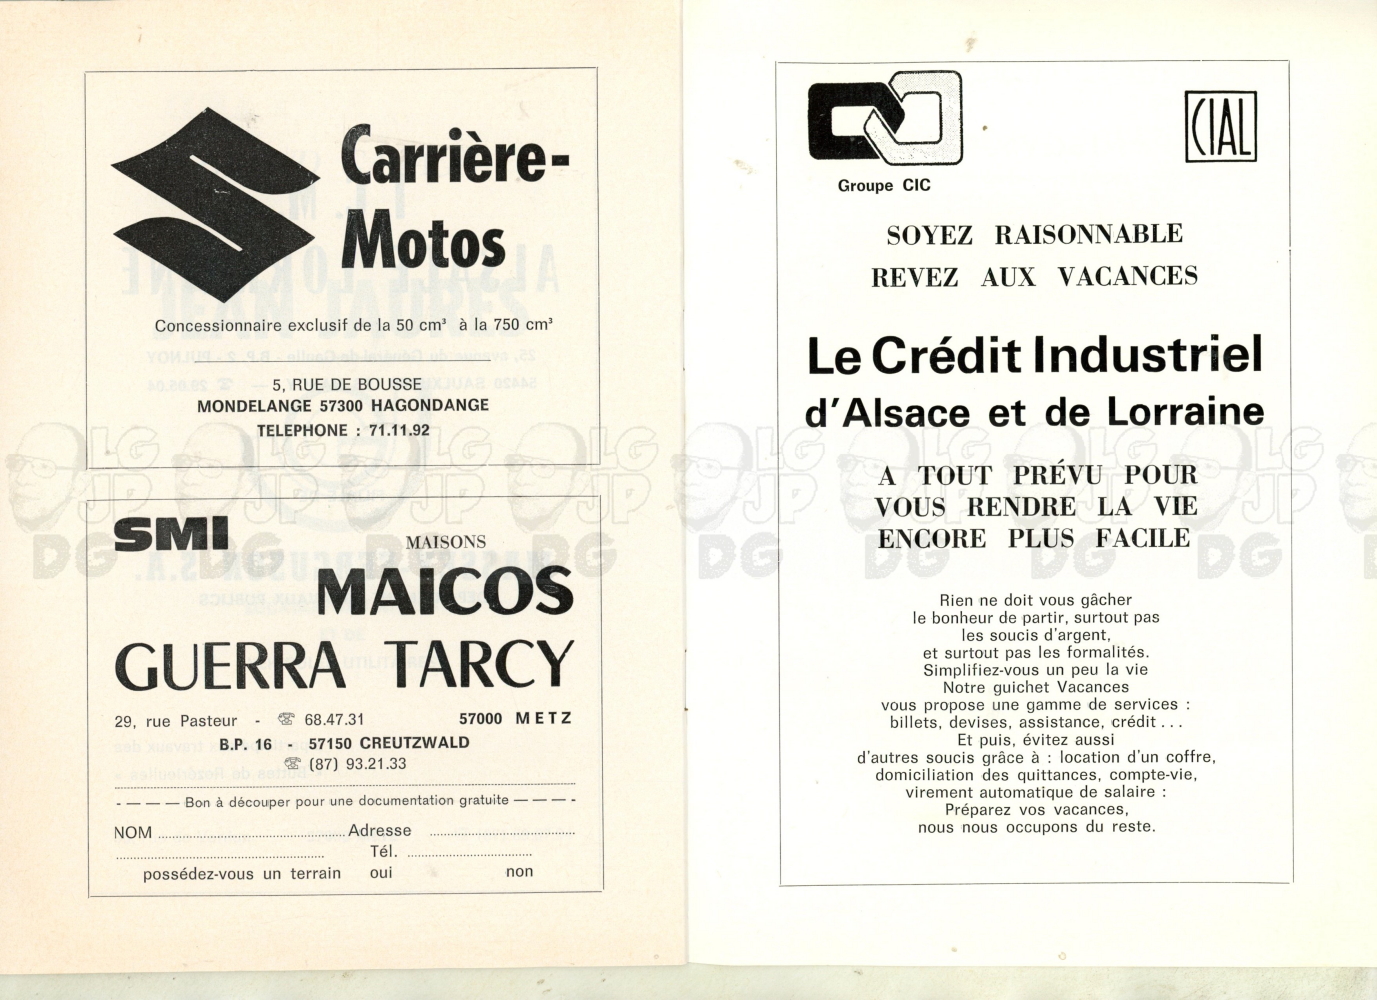 Carrière-
Motos
Concessionnaire exclusif de la 50 cm³ à la 750 cm³
5, RUE DE BOUSSE
MONDELANGE 57300 HAGONDANGE
TELEPHONE : 71.11.92
SMI
MAISONS
MAICOS
GUERRA TARCY
29, rue Pasteur - ☏ 68.47.31 57000 METZ
B.P. 16 - 57150 CREUTZWALD
☏ (87) 93.21.33
- — — — Bon à découper pour une documentation gratuite — — — -
NOM ........ Adresse ........
........ Tél. ........
possédez-vous un terrain oui non
Groupe CIC
CIAL
SOYEZ RAISONNABLE
REVEZ AUX VACANCES
Le Crédit Industriel
d'Alsace et de Lorraine
A TOUT PRÉVU POUR
VOUS RENDRE LA VIE
ENCORE PLUS FACILE
Rien ne doit vous gâcher
le bonheur de partir, surtout pas
les soucis d'argent,
et surtout pas les formalités.
Simplifiez-vous un peu la vie
Notre guichet Vacances
vous propose une gamme de services :
billets, devises, assistance, crédit . . .
Et puis, évitez aussi
d'autres soucis grâce à : location d'un coffre,
domiciliation des quittances, compte-vie,
virement automatique de salaire :
Préparez vos vacances,
nous nous occupons du reste.
LG
JP
DG